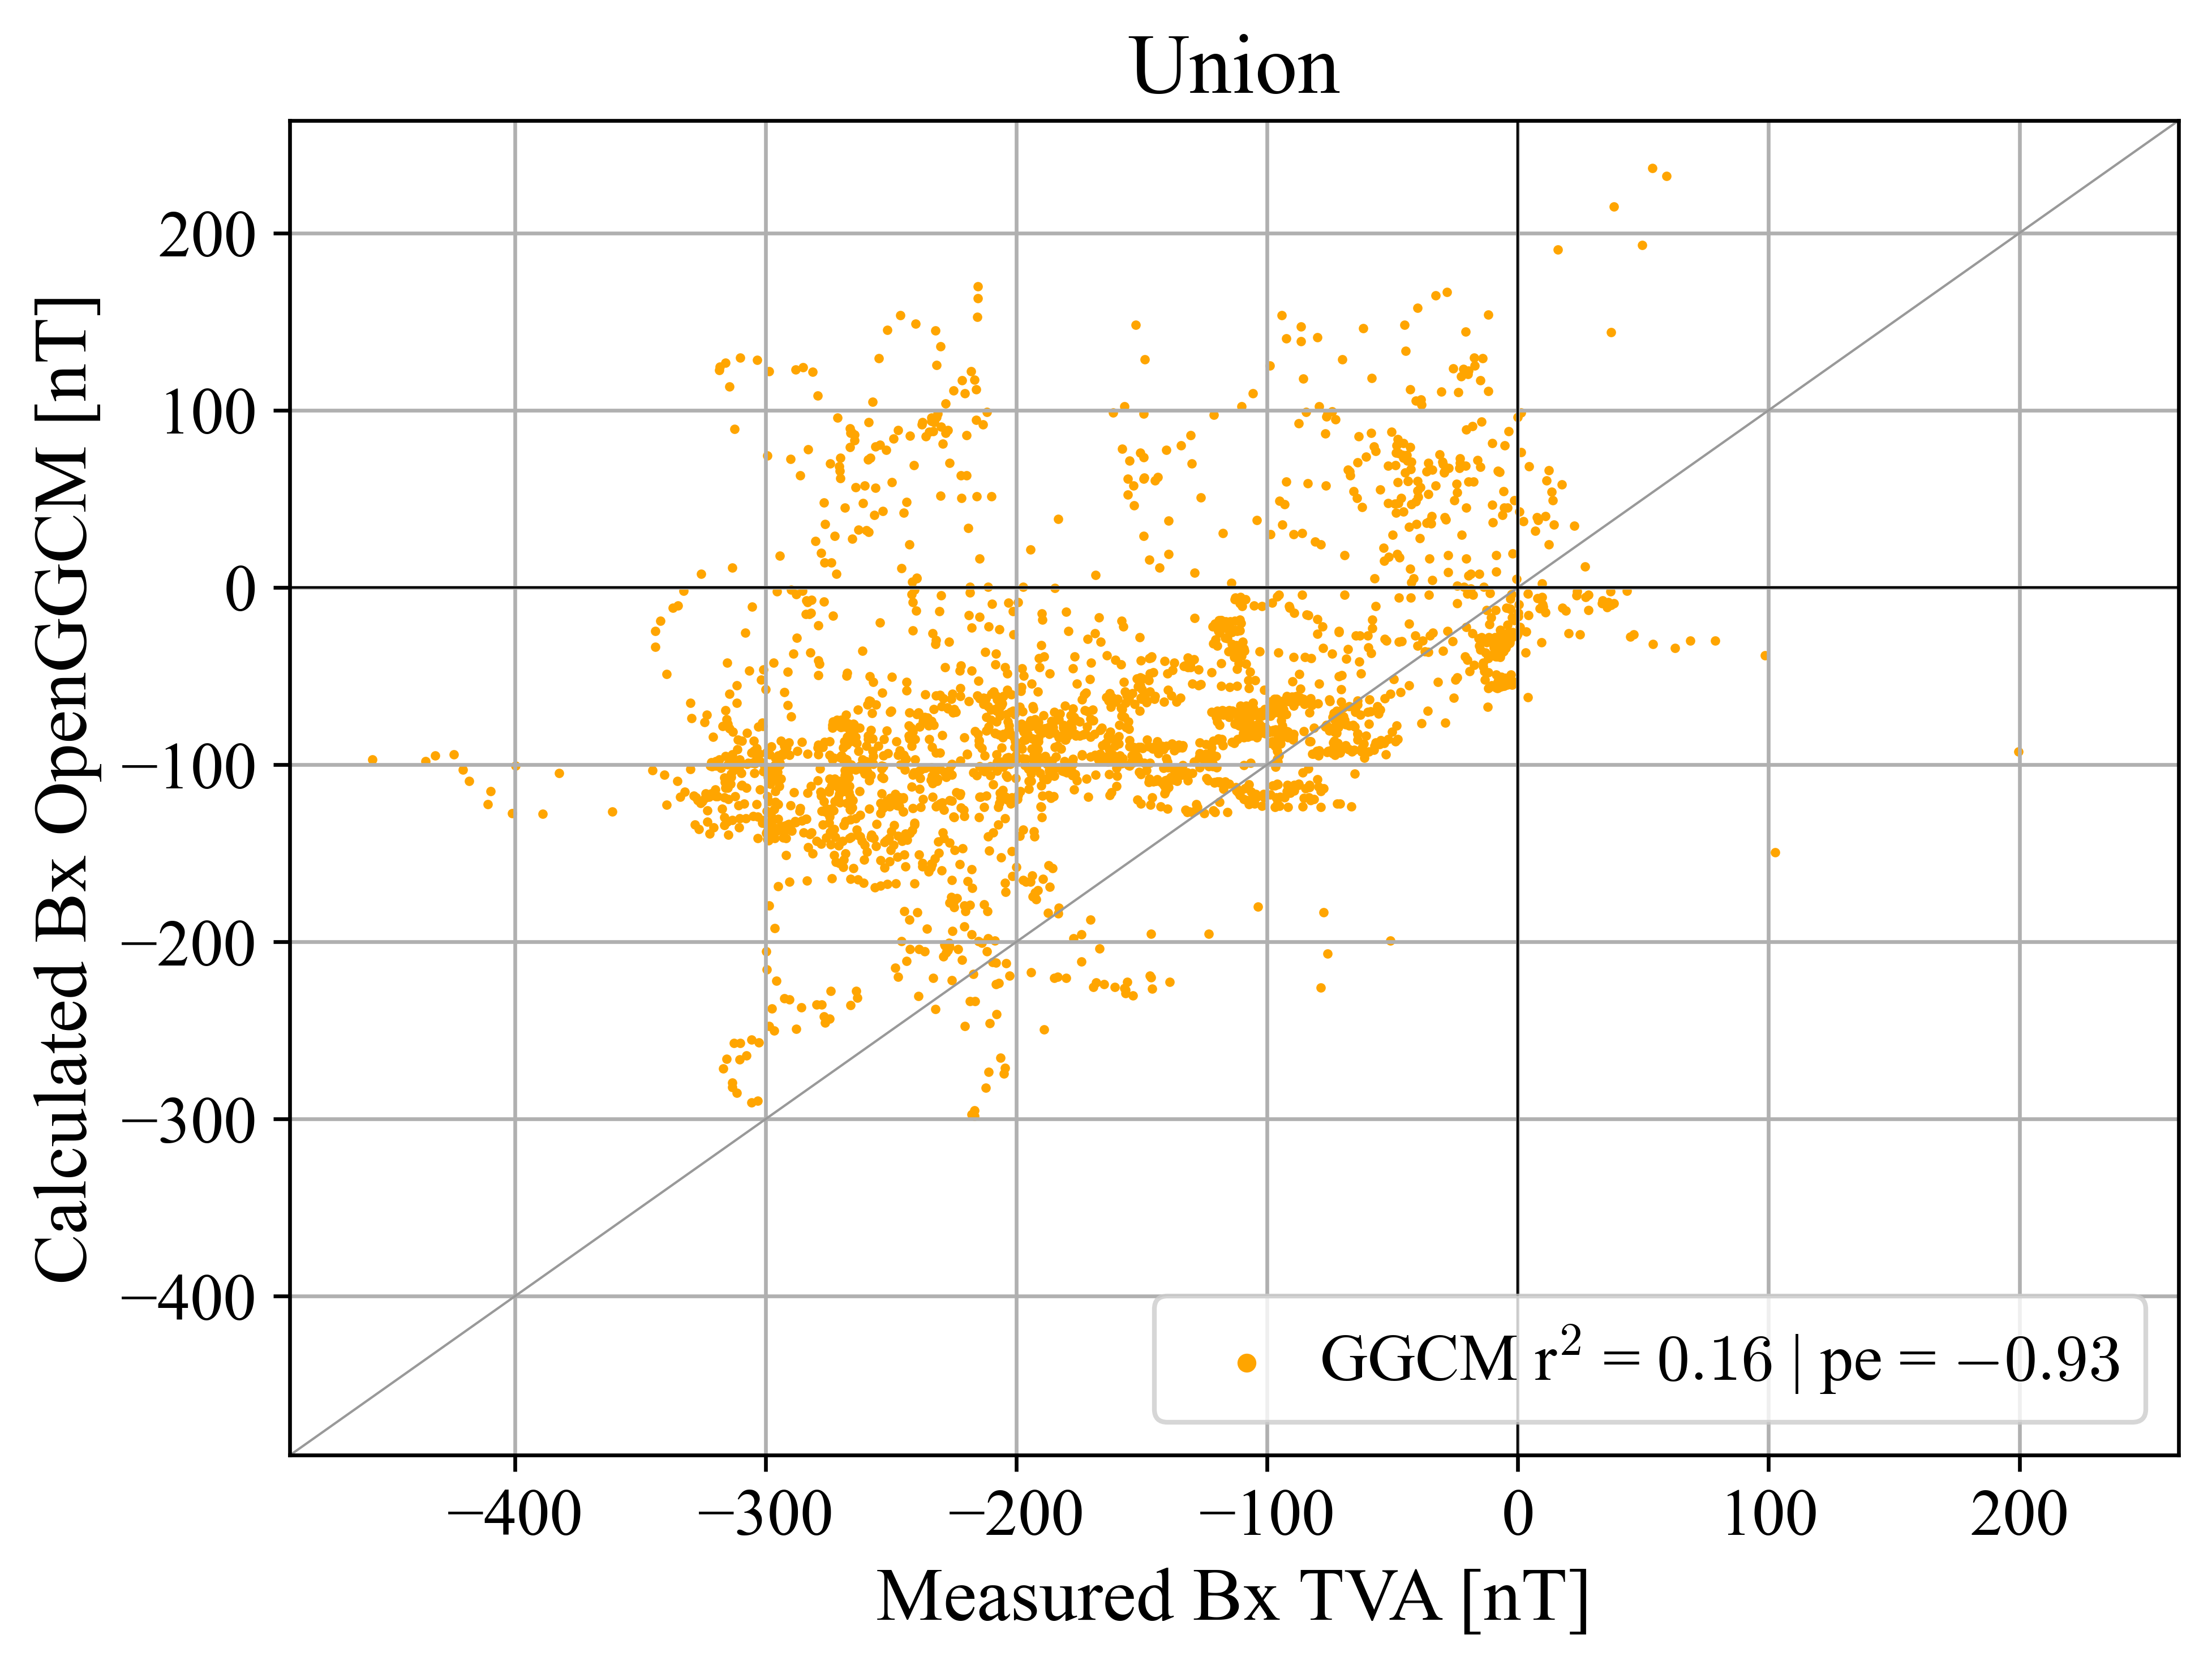 Union
Calculated Bx OpenGGCM [nT]
200
100
0
−100
−200
−300
−400
GGCM r² = 0.16 | pe = −0.93
−400 −300 −200 −100 0 100 200
Measured Bx TVA [nT]